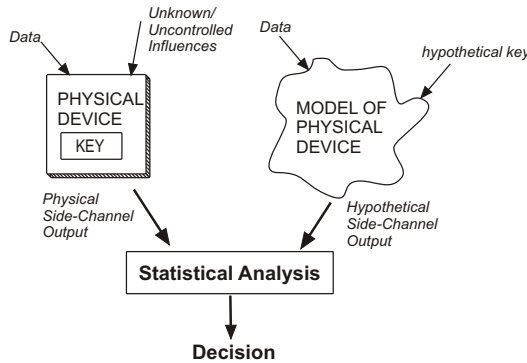 Unknown/
Uncontrolled
Influences
Data
PHYSICAL
DEVICE
KEY
Physical
Side-Channel
Output
Data
hypothetical key
MODEL OF
PHYSICAL
DEVICE
Hypothetical
Side-Channel
Output
Statistical Analysis
Decision